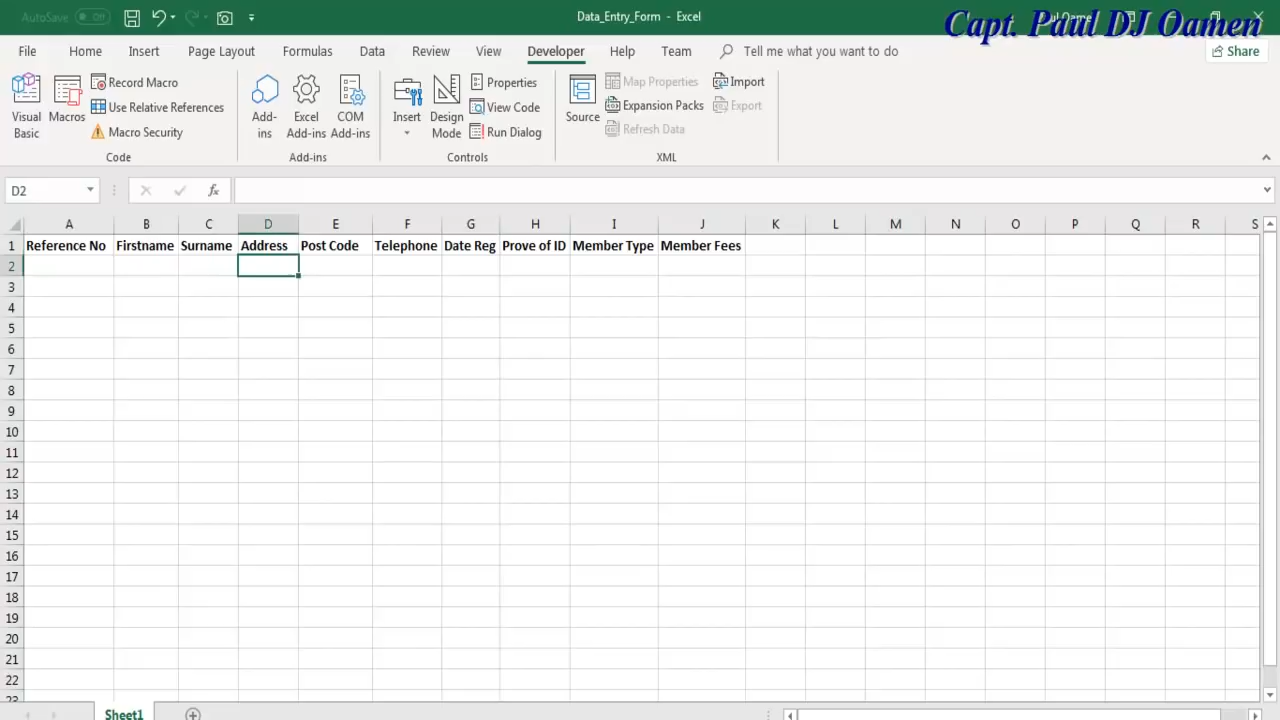 AutoSave Off
Data_Entry_Form - Excel
Capt. Paul DJ Oamen
File Home Insert Page Layout Formulas Data Review View Developer Help Team Tell me what you want to do Share
Visual Basic
Macros
Record Macro
Use Relative References
Macro Security
Code
Add-ins
Excel Add-ins
COM Add-ins
Add-ins
Insert
Design Mode
Properties
View Code
Run Dialog
Controls
Source
Map Properties
Expansion Packs
Refresh Data
Import
Export
XML
D2 fx
A B C D E F G H I J K L M N O P Q R S
1 Reference No Firstname Surname Address Post Code Telephone Date Reg Prove of ID Member Type Member Fees
2
3
4
5
6
7
8
9
10
11
12
13
14
15
16
17
18
19
20
21
22
23
Sheet1